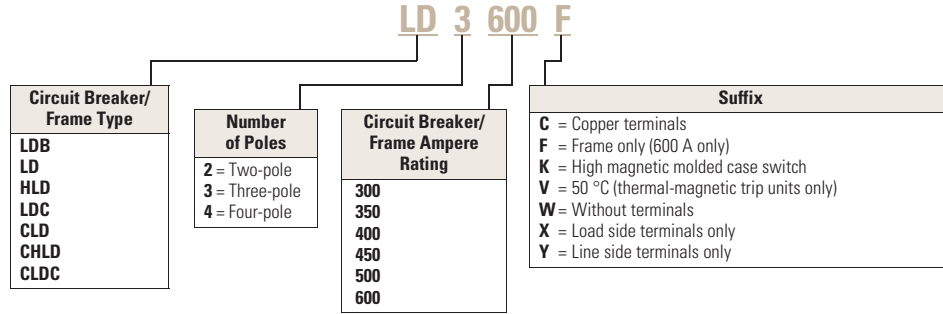 LD 3 600 F
Circuit Breaker/
Frame Type
LDB
LD
HLD
LDC
CLD
CHLD
CLDC
Number
of Poles
2 = Two-pole
3 = Three-pole
4 = Four-pole
Circuit Breaker/
Frame Ampere
Rating
300
350
400
450
500
600
Suffix
C = Copper terminals
F = Frame only (600 A only)
K = High magnetic molded case switch
V = 50 °C (thermal-magnetic trip units only)
W = Without terminals
X = Load side terminals only
Y = Line side terminals only